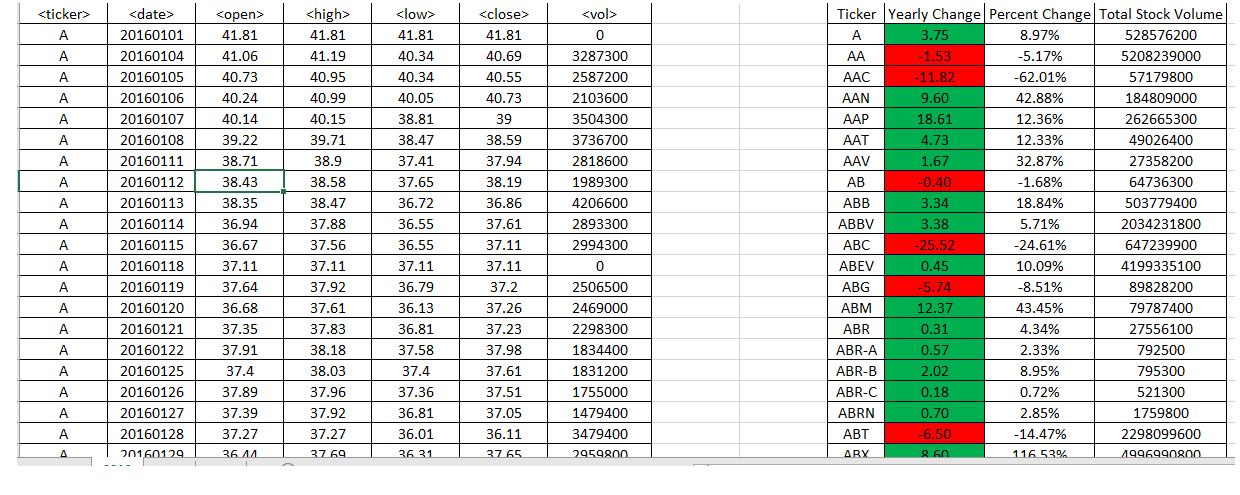 <ticker> <date> <open> <high> <low> <close> <vol> Ticker Yearly Change Percent Change Total Stock Volume
A 20160101 41.81 41.81 41.81 41.81 0 A 3.75 8.97% 528576200
A 20160104 41.06 41.19 40.34 40.69 3287300 AA -1.53 -5.17% 5208239000
A 20160105 40.73 40.95 40.34 40.55 2587200 AAC -11.82 -62.01% 57179800
A 20160106 40.24 40.99 40.05 40.73 2103600 AAN 9.60 42.88% 184809000
A 20160107 40.14 40.15 38.81 39 3504300 AAP 18.61 12.36% 262665300
A 20160108 39.22 39.71 38.47 38.59 3736700 AAT 4.73 12.33% 49026400
A 20160111 38.71 38.9 37.41 37.94 2818600 AAV 1.67 32.87% 27358200
A 20160112 38.43 38.58 37.65 38.19 1989300 AB -0.40 -1.68% 64736300
A 20160113 38.35 38.47 36.72 36.86 4206600 ABB 3.34 18.84% 503779400
A 20160114 36.94 37.88 36.55 37.61 2893300 ABBV 3.38 5.71% 2034231800
A 20160115 36.67 37.56 36.55 37.11 2994300 ABC -25.52 -24.61% 647239900
A 20160118 37.11 37.11 37.11 37.11 0 ABEV 0.45 10.09% 4199335100
A 20160119 37.64 37.92 36.79 37.2 2506500 ABG -5.74 -8.51% 89828200
A 20160120 36.68 37.61 36.13 37.26 2469000 ABM 12.37 43.45% 79787400
A 20160121 37.35 37.83 36.81 37.23 2298300 ABR 0.31 4.34% 27556100
A 20160122 37.91 38.18 37.58 37.98 1834400 ABR-A 0.57 2.33% 792500
A 20160125 37.4 38.03 37.4 37.61 1831200 ABR-B 2.02 8.95% 795300
A 20160126 37.89 37.96 37.36 37.51 1755000 ABR-C 0.18 0.72% 521300
A 20160127 37.39 37.92 36.81 37.05 1479400 ABRN 0.70 2.85% 1759800
A 20160128 37.27 37.27 36.01 36.11 3479400 ABT -6.50 -14.47% 2298099600
A 20160129 36.44 37.69 36.31 37.65 2959800 ABX 8.60 116.53% 4996990800